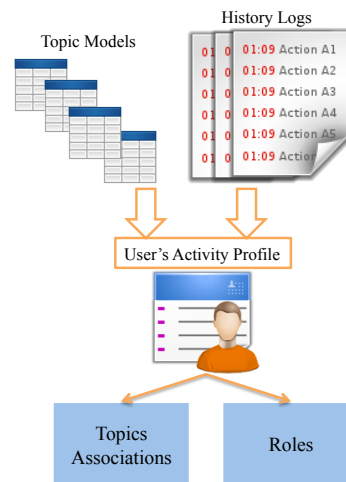 History Logs
Topic Models
01:09 Action A1
01:09 Action A2
01:09 Action A3
01:09 Action A4
01:09 Action A5
01:09 Action
User's Activity Profile
Topics
Associations
Roles